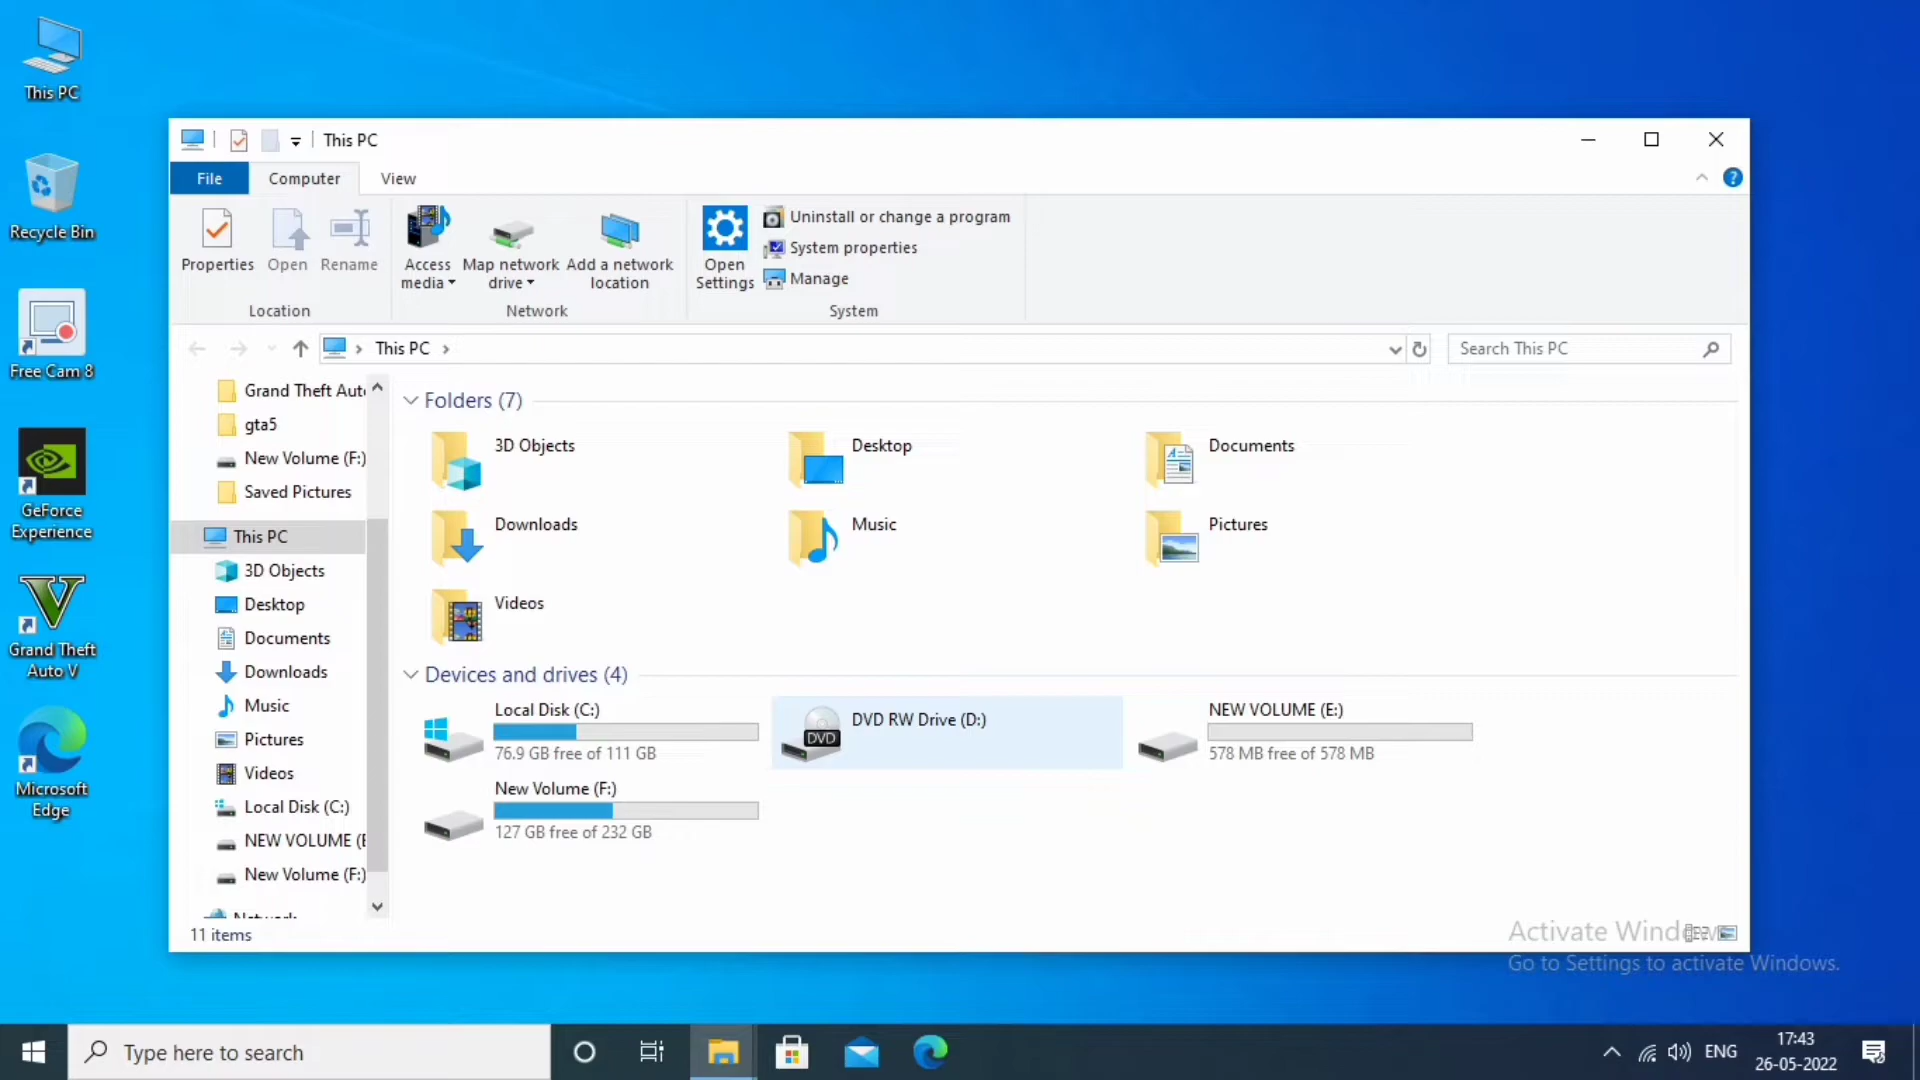 This PC
Recycle Bin
Free Cam 8
GeForce
Experience
Grand Theft
Auto V
Microsoft
Edge
This PC
File
Computer
View
Properties
Open
Rename
Location
Access
media
Map network
drive
Add a network
location
Network
Open
Settings
Uninstall or change a program
System properties
Manage
System
This PC
Search This PC
Grand Theft Aut
gta5
New Volume (F:)
Saved Pictures
This PC
3D Objects
Desktop
Documents
Downloads
Music
Pictures
Videos
Local Disk (C:)
NEW VOLUME (E
New Volume (F:)
Network
Folders (7)
3D Objects
Desktop
Documents
Downloads
Music
Pictures
Videos
Devices and drives (4)
Local Disk (C:)
76.9 GB free of 111 GB
DVD
DVD RW Drive (D:)
NEW VOLUME (E:)
578 MB free of 578 MB
New Volume (F:)
127 GB free of 232 GB
11 items
Activate Windows
Go to Settings to activate Windows.
Type here to search
ENG
17:43
26-05-2022